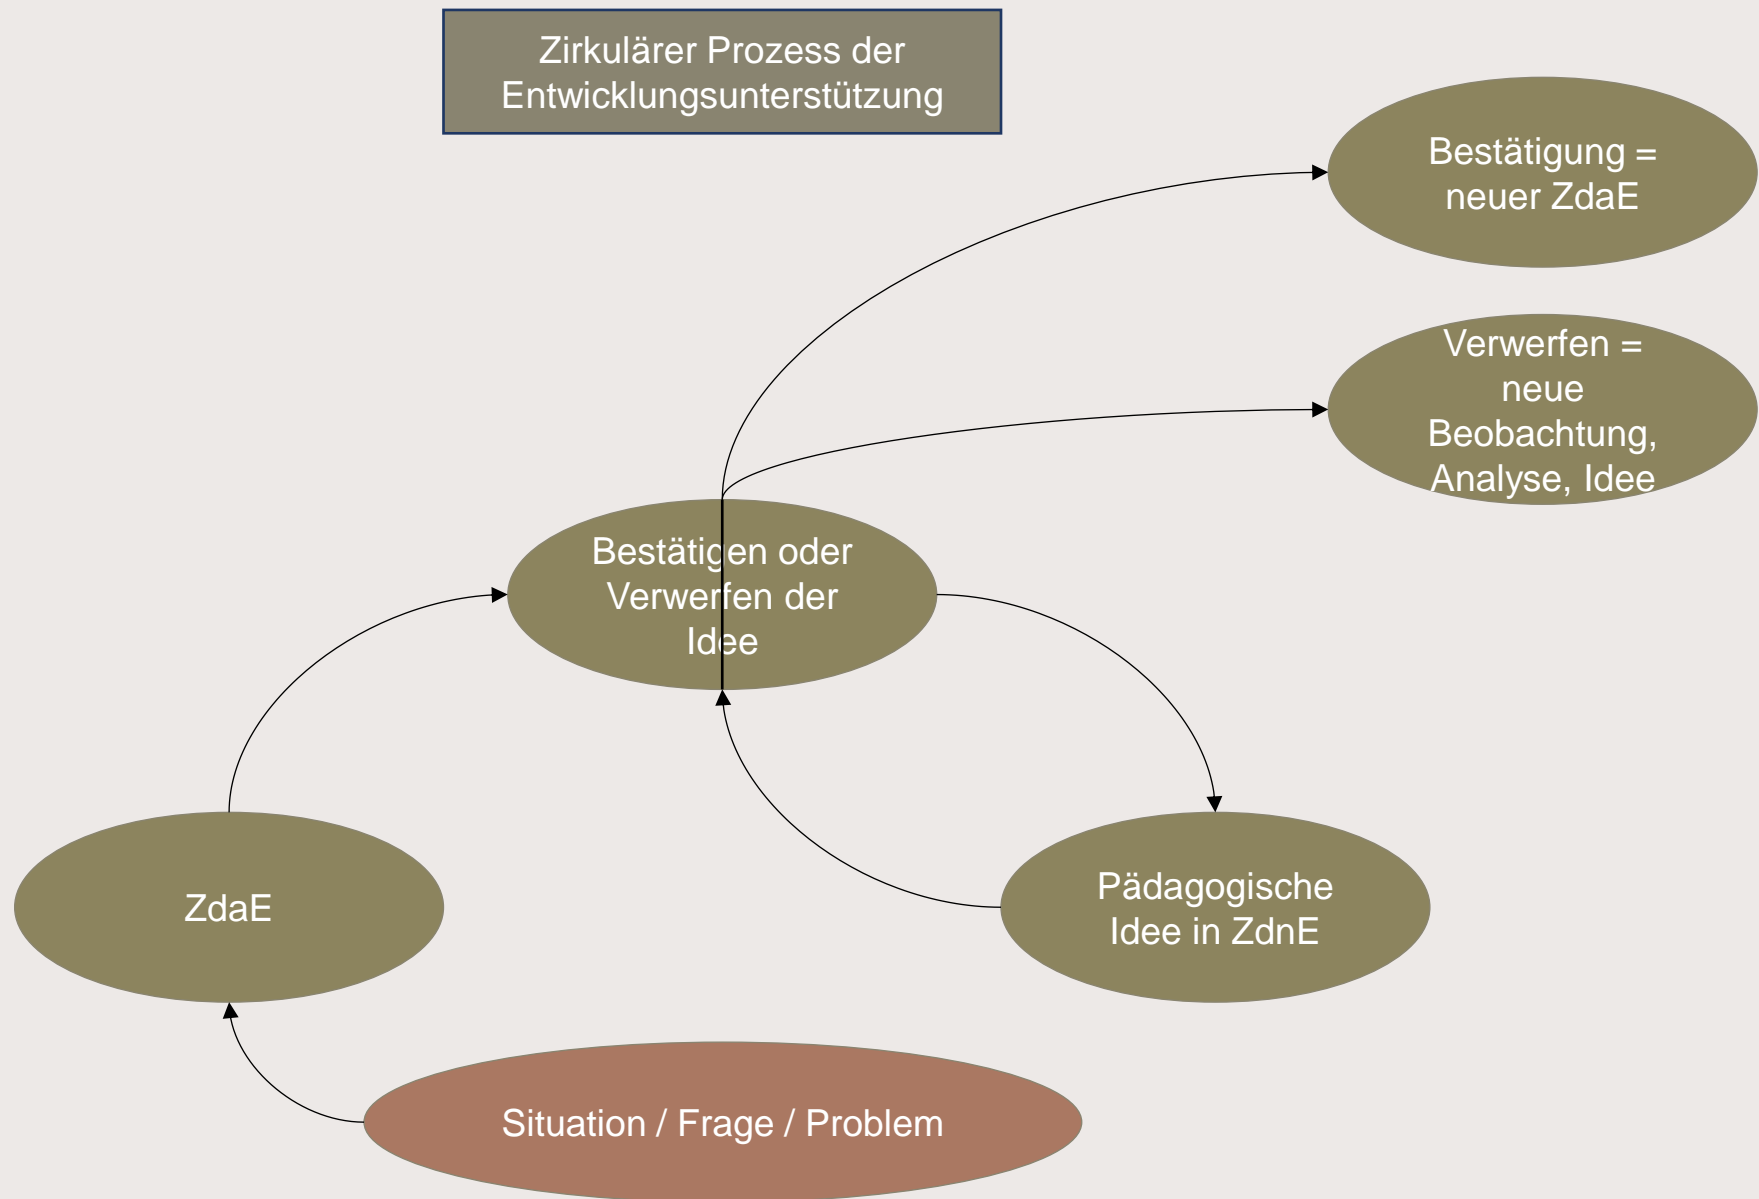 Zirkulärer Prozess der
Entwicklungsunterstützung
Bestätigung =
neuer ZdaE
Verwerfen =
neue
Beobachtung,
Analyse, Idee
Bestätigen oder
Verwerfen der
Idee
ZdaE
Pädagogische
Idee in ZdnE
Situation / Frage / Problem